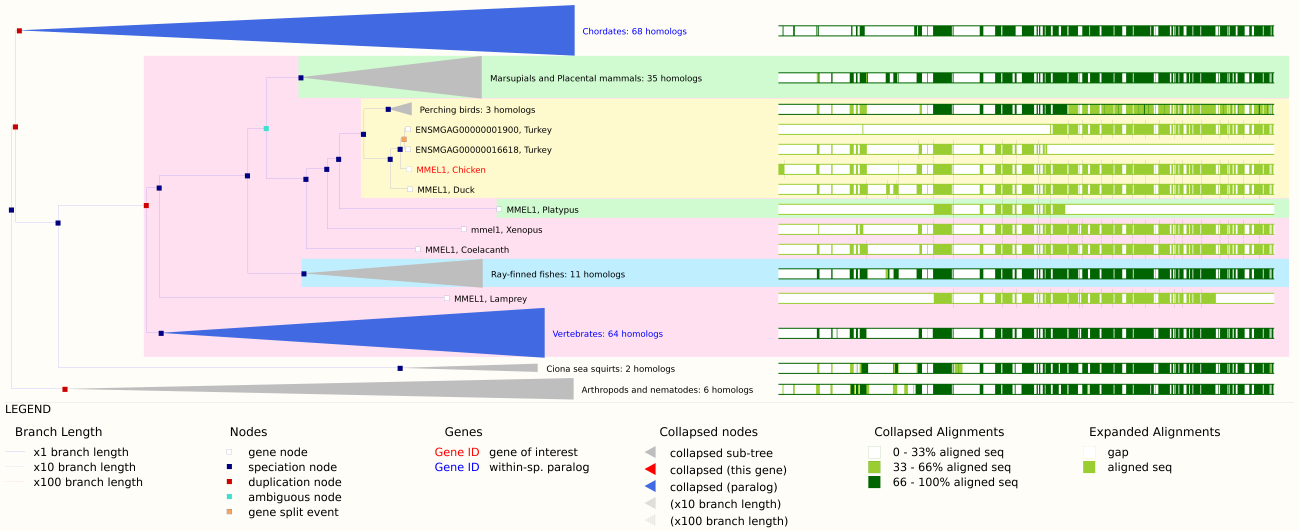 Chordates: 68 homologs
Marsupials and Placental mammals: 35 homologs
Perching birds: 3 homologs
ENSMGAG00000001900, Turkey
ENSMGAG00000016618, Turkey
MMEL1, Chicken
MMEL1, Duck
MMEL1, Platypus
mmel1, Xenopus
MMEL1, Coelacanth
Ray-finned fishes: 11 homologs
MMEL1, Lamprey
Vertebrates: 64 homologs
Ciona sea squirts: 2 homologs
Arthropods and nematodes: 6 homologs
LEGEND
Branch Length
x1 branch length
x10 branch length
x100 branch length
Nodes
gene node
speciation node
duplication node
ambiguous node
gene split event
Genes
Gene ID gene of interest
Gene ID within-sp. paralog
Collapsed nodes
collapsed sub-tree
collapsed (this gene)
collapsed (paralog)
(x10 branch length)
(x100 branch length)
Collapsed Alignments
0 - 33% aligned seq
33 - 66% aligned seq
66 - 100% aligned seq
Expanded Alignments
gap
aligned seq